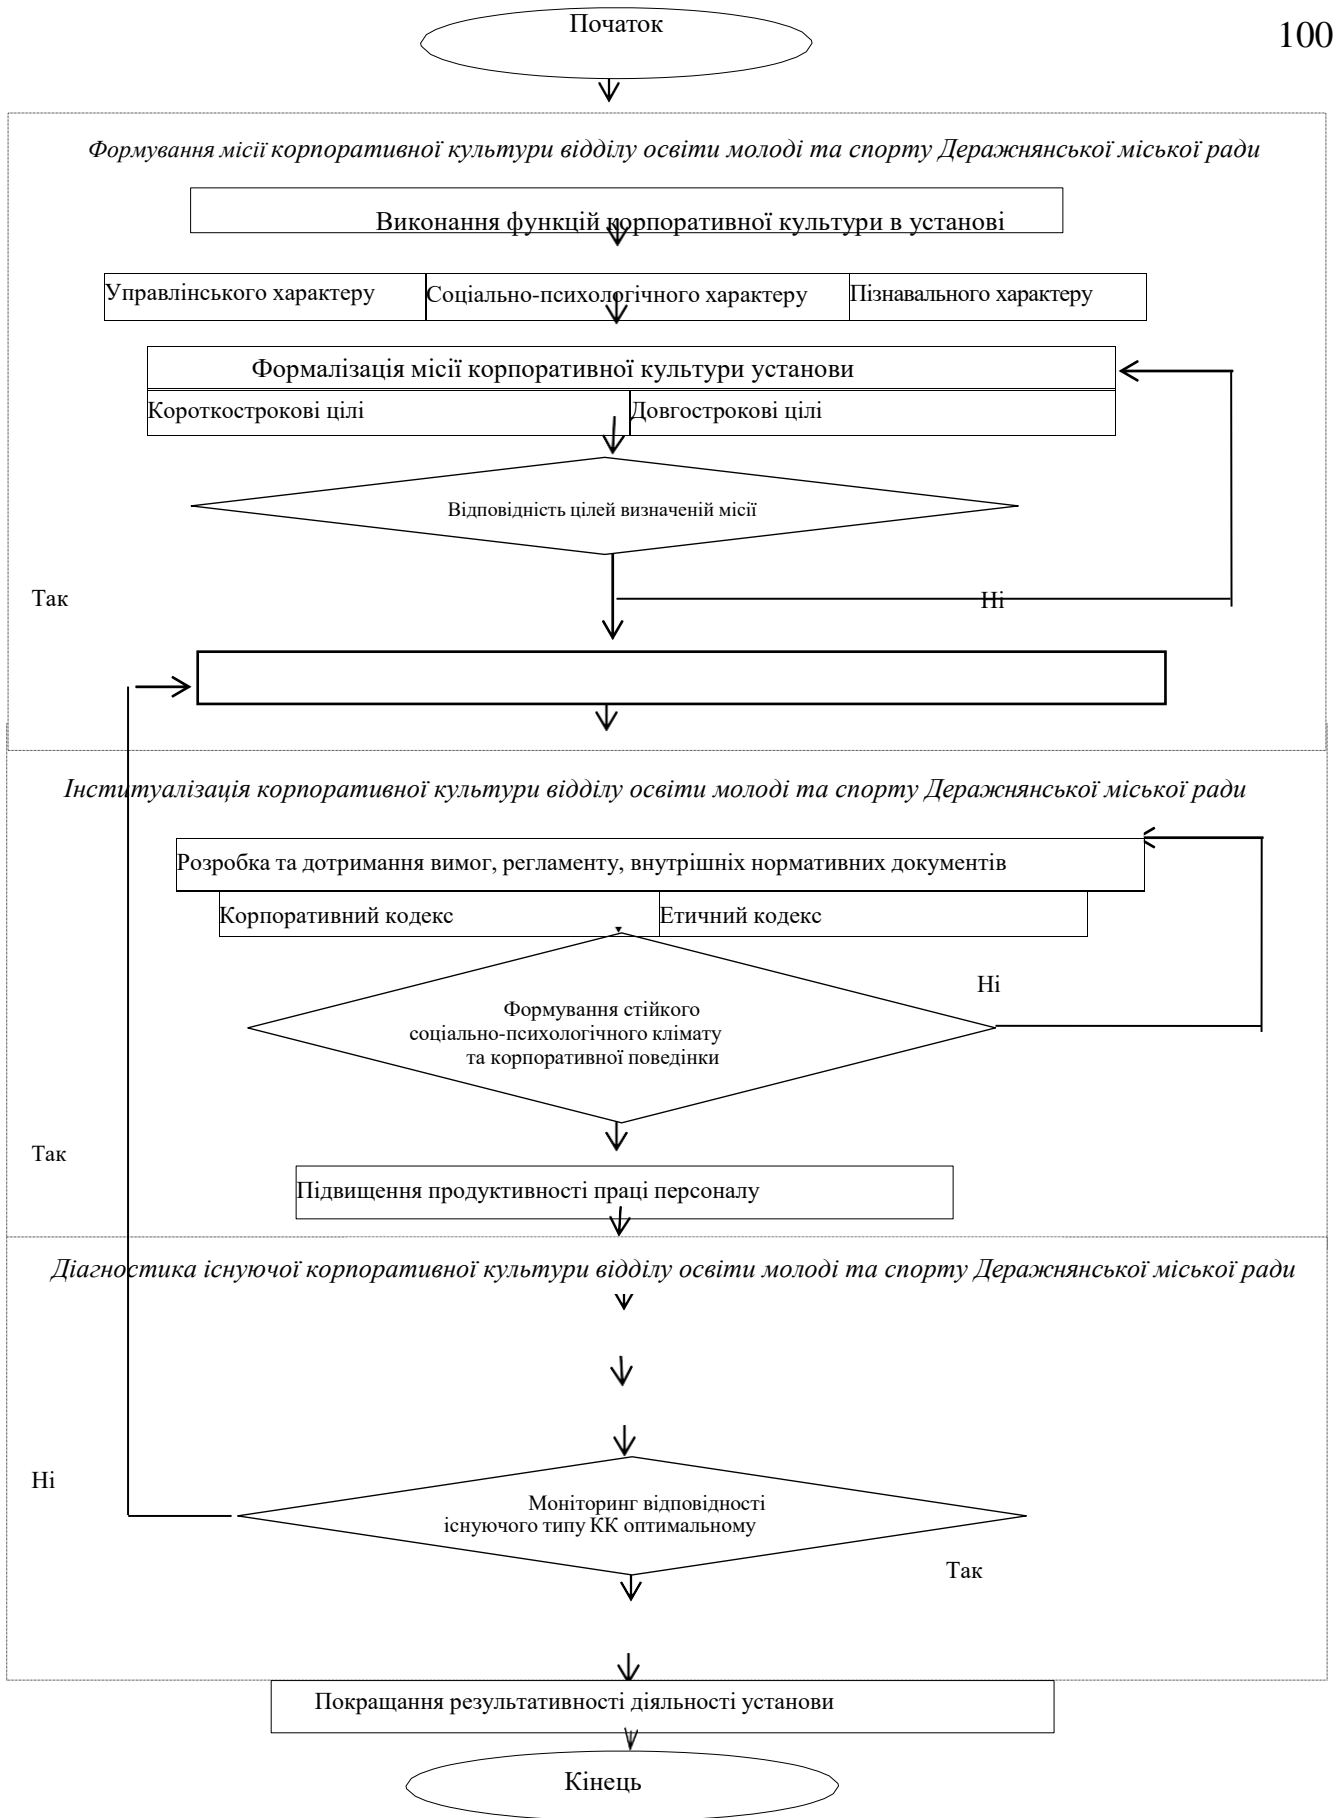 Початок
100
Формування місії корпоративної культури відділу освіти молоді та спорту Деражнянської міської ради
Виконання функцій корпоративної культури в установі
Управлінського характеру
Соціально-психологічного характеру
Пізнавального характеру
Формалізація місії корпоративної культури установи
Короткострокові цілі
Довгострокові цілі
Відповідність цілей визначеній місії
Так
Ні
Інституалізація корпоративної культури відділу освіти молоді та спорту Деражнянської міської ради
Розробка та дотримання вимог, регламенту, внутрішніх нормативних документів
Корпоративний кодекс
Етичний кодекс
Ні
Формування стійкого
соціально-психологічного клімату
та корпоративної поведінки
Так
Підвищення продуктивності праці персоналу
Діагностика існуючої корпоративної культури відділу освіти молоді та спорту Деражнянської міської ради
Ні
Моніторинг відповідності
існуючого типу КК оптимальному
Так
Покращання результативності діяльності установи
Кінець